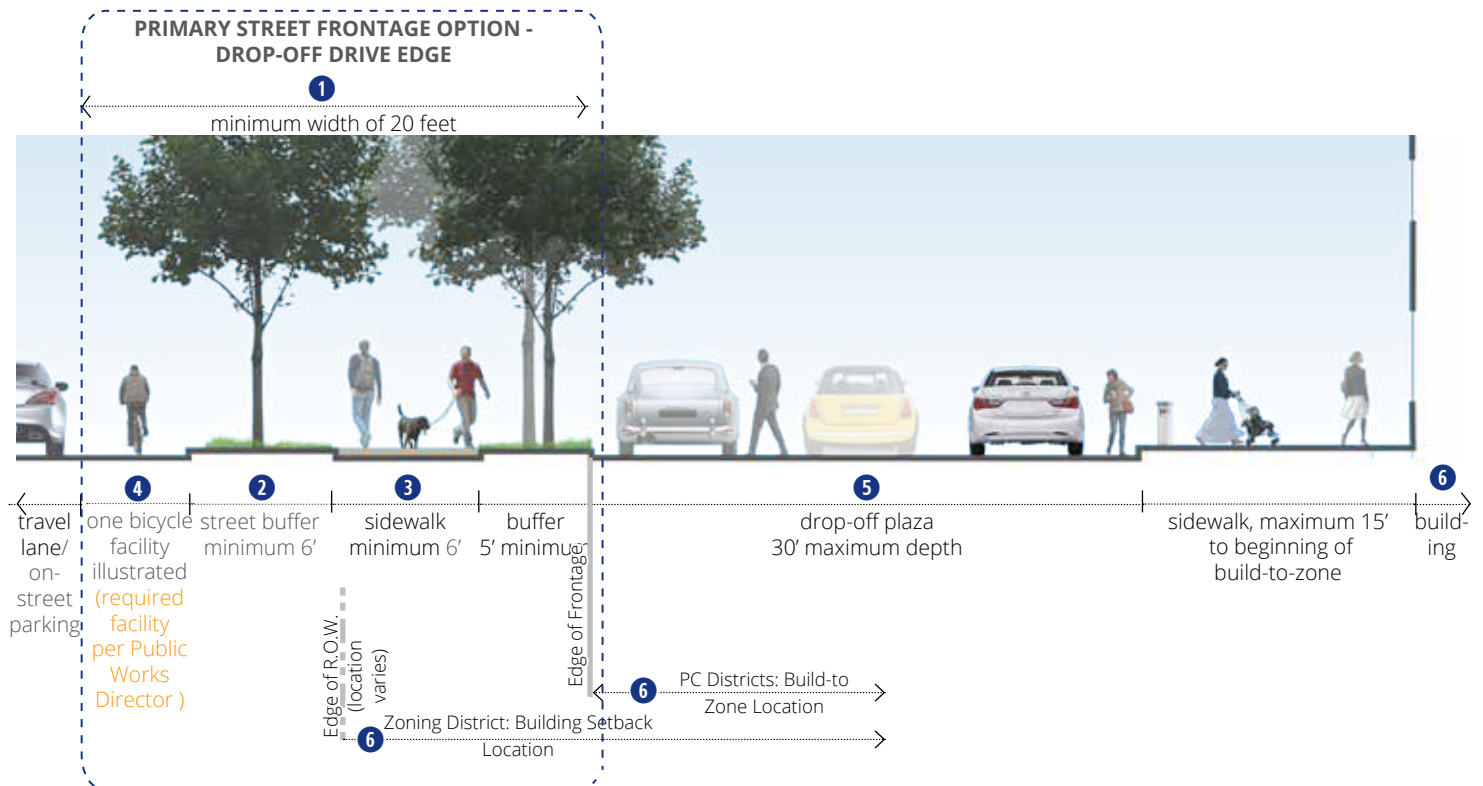 PRIMARY STREET FRONTAGE OPTION -
DROP-OFF DRIVE EDGE
1
minimum width of 20 feet
4
2
3
5
6
travel
lane/
on-
street
parking
one bicycle
facility
illustrated
(required
facility
per Public
Works
Director )
street buffer
minimum 6’
sidewalk
minimum 6’
buffer
5’ minimum
drop-off plaza
30’ maximum depth
sidewalk, maximum 15’
to beginning of
build-to-zone
build-
ing
Edge of R.O.W.
(location
varies)
Edge of Frontage
6
PC Districts: Build-to
Zone Location
6
Zoning District: Building Setback
Location